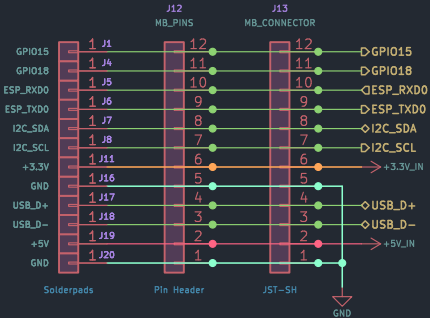 J12 J13
MB_PINS MB_CONNECTOR
GPIO15 1 J1 12 12 GPIO15
GPIO18 1 J4 11 11 GPIO18
ESP_RXD0 1 J5 10 10 ESP_RXD0
ESP_TXD0 1 J6 9 9 ESP_TXD0
I2C_SDA 1 J7 8 8 I2C_SDA
I2C_SCL 1 J8 7 7 I2C_SCL
+3.3V 1 J11 6 6 +3.3V_IN
GND 1 J16 5 5
USB_D+ 1 J17 4 4 USB_D+
USB_D- 1 J18 3 3 USB_D-
+5V 1 J19 2 2 +5V_IN
GND 1 J20 1 1
Solderpads Pin Header JST-SH
GND